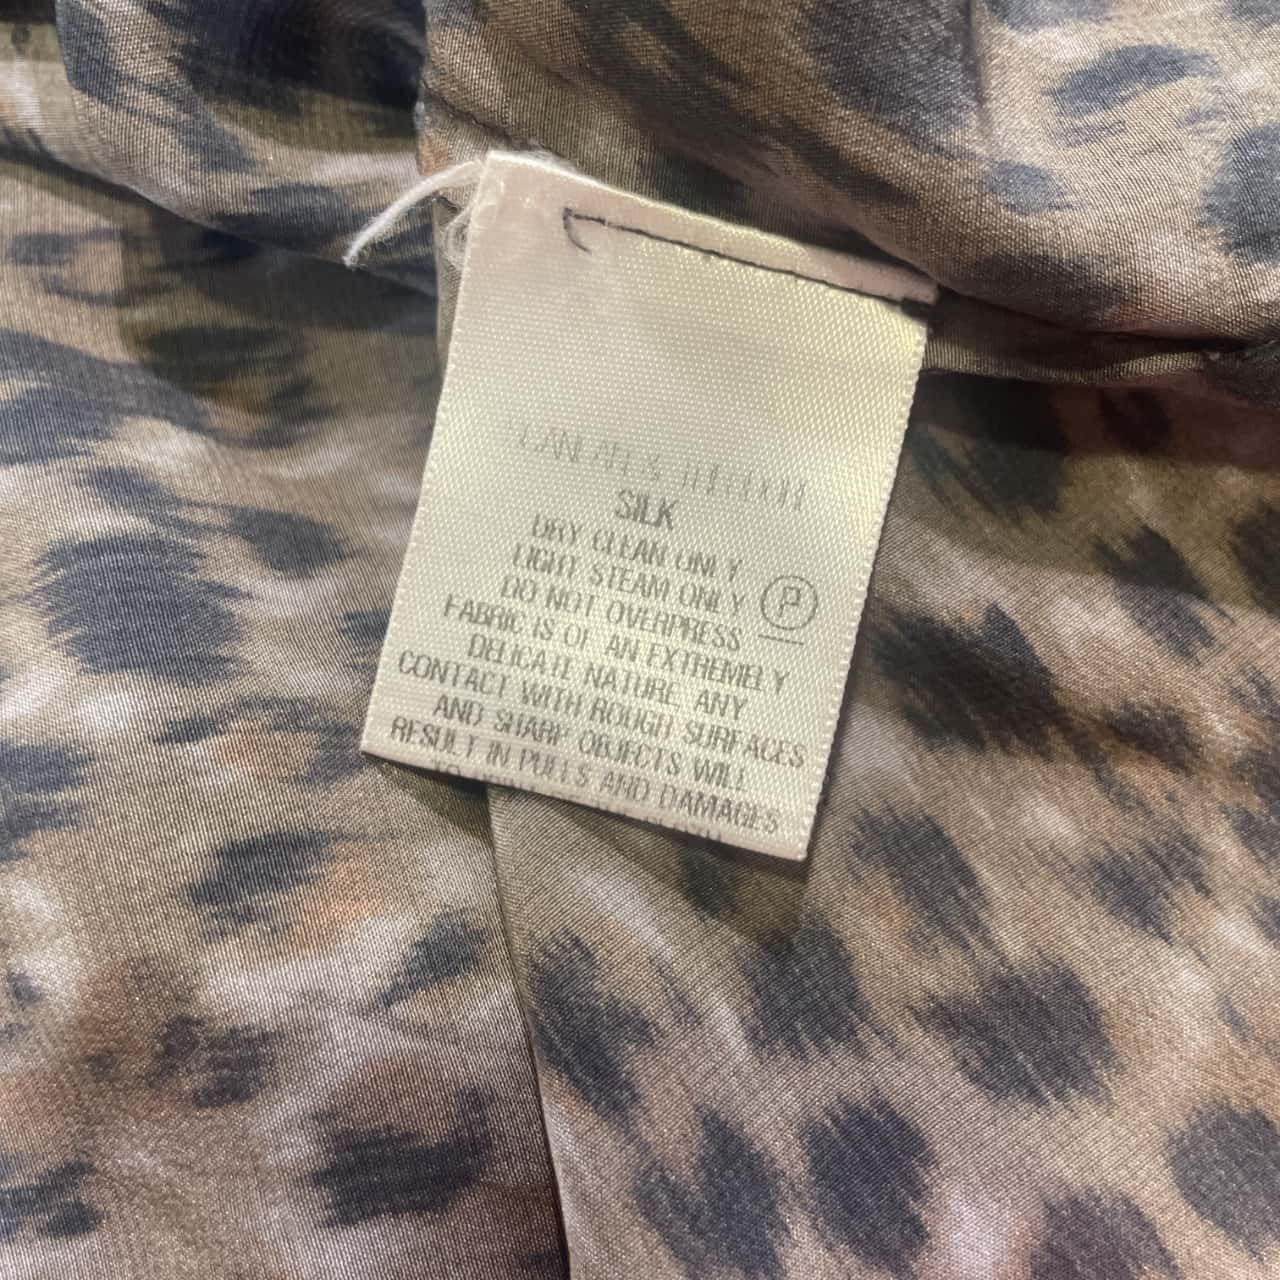 SILK
DRY CLEAN ONLY
LIGHT STEAM ONLY
DO NOT OVERPRESS
P
FABRIC IS OF AN EXTREMELY
DELICATE NATURE, ANY
CONTACT WITH ROUGH SURFACES
AND SHARP OBJECTS WILL
RESULT IN PULLS AND DAMAGES